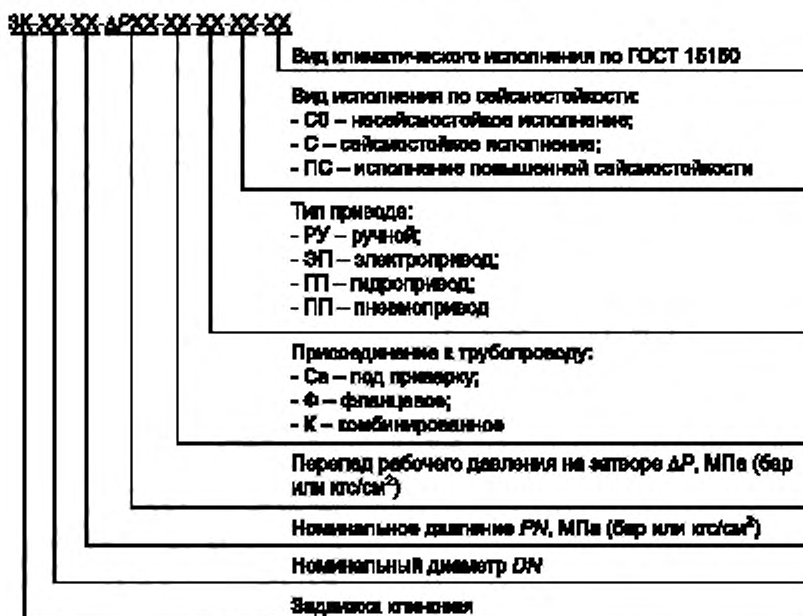 ЗК-ХХ-ХХ-ΔPХХ-ХХ-ХХ-ХХ-ХХ
Вид климатического исполнения по ГОСТ 15150
Вид исполнения по сейсмостойкости:
- С0 – несейсмостойкое исполнение;
- С – сейсмостойкое исполнение;
- ПС – исполнение повышенной сейсмостойкости
Тип привода:
- РУ – ручной;
- ЭП – электропривод;
- ГП – гидропривод;
- ПП – пневмопривод
Присоединение к трубопроводу:
- Св – под приварку;
- Ф – фланцевое;
- К – комбинированное
Перепад рабочего давления на затворе ΔP, МПа (бар
или кгс/см²)
Номинальное давление PN, МПа (бар или кгс/см²)
Номинальный диаметр DN
Задвижка клиновая